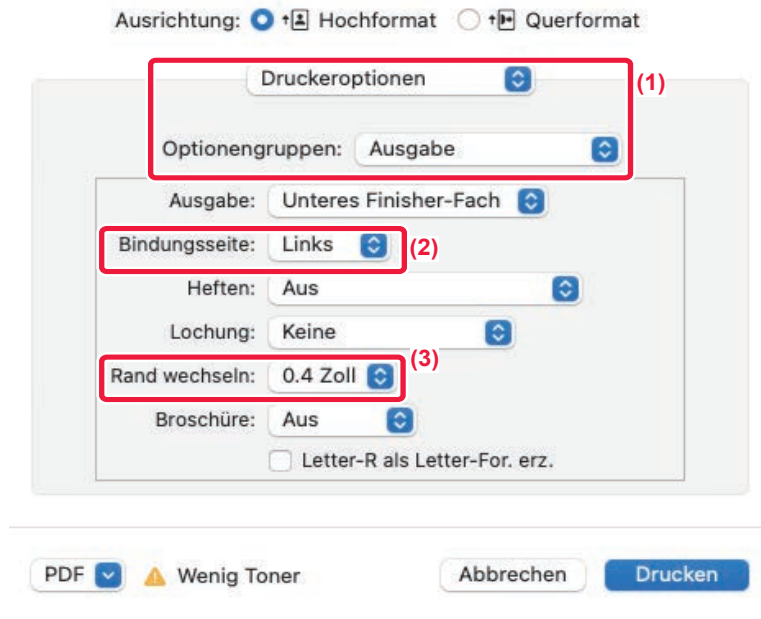 Ausrichtung: Hochformat Querformat
Druckeroptionen (1)
Optionengruppen: Ausgabe
Ausgabe: Unteres Finisher-Fach
Bindungsseite: Links (2)
Heften: Aus
Lochung: Keine
(3)
Rand wechseln: 0.4 Zoll
Broschüre: Aus
Letter-R als Letter-For. erz.
PDF Wenig Toner Abbrechen Drucken